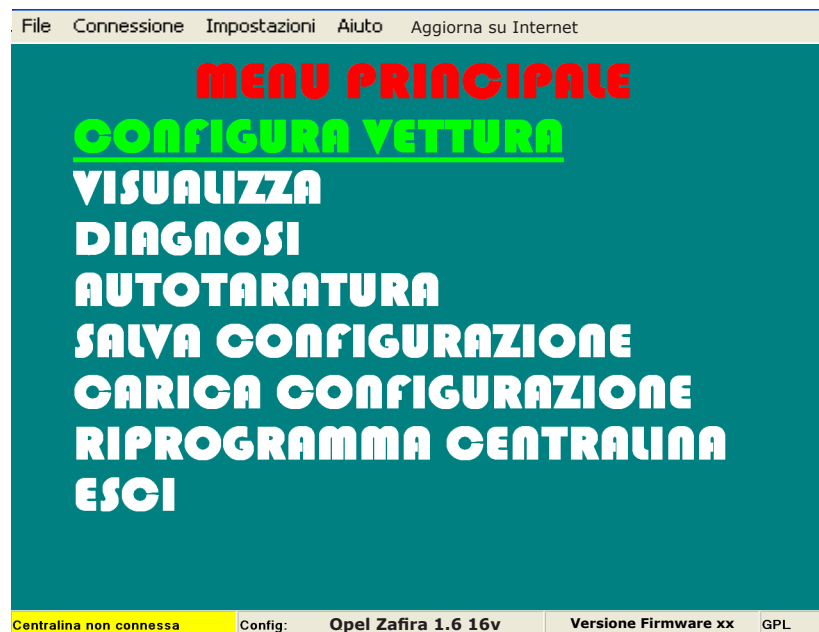 File Connessione Impostazioni Aiuto Aggiorna su Internet
MENU PRINCIPALE
CONFIGURA VETTURA
VISUALIZZA
DIAGNOSI
AUTOTARATURA
SALVA CONFIGURAZIONE
CARICA CONFIGURAZIONE
RIPROGRAMMA CENTRALINA
ESCI
Centralina non connessa Config: Opel Zafira 1.6 16v Versione Firmware xx GPL